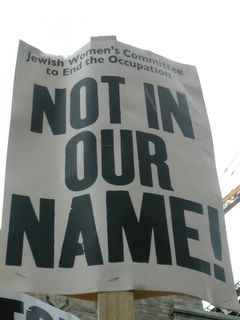 Jewish Women's Committee
to End the Occupation
NOT IN
OUR
NAME!